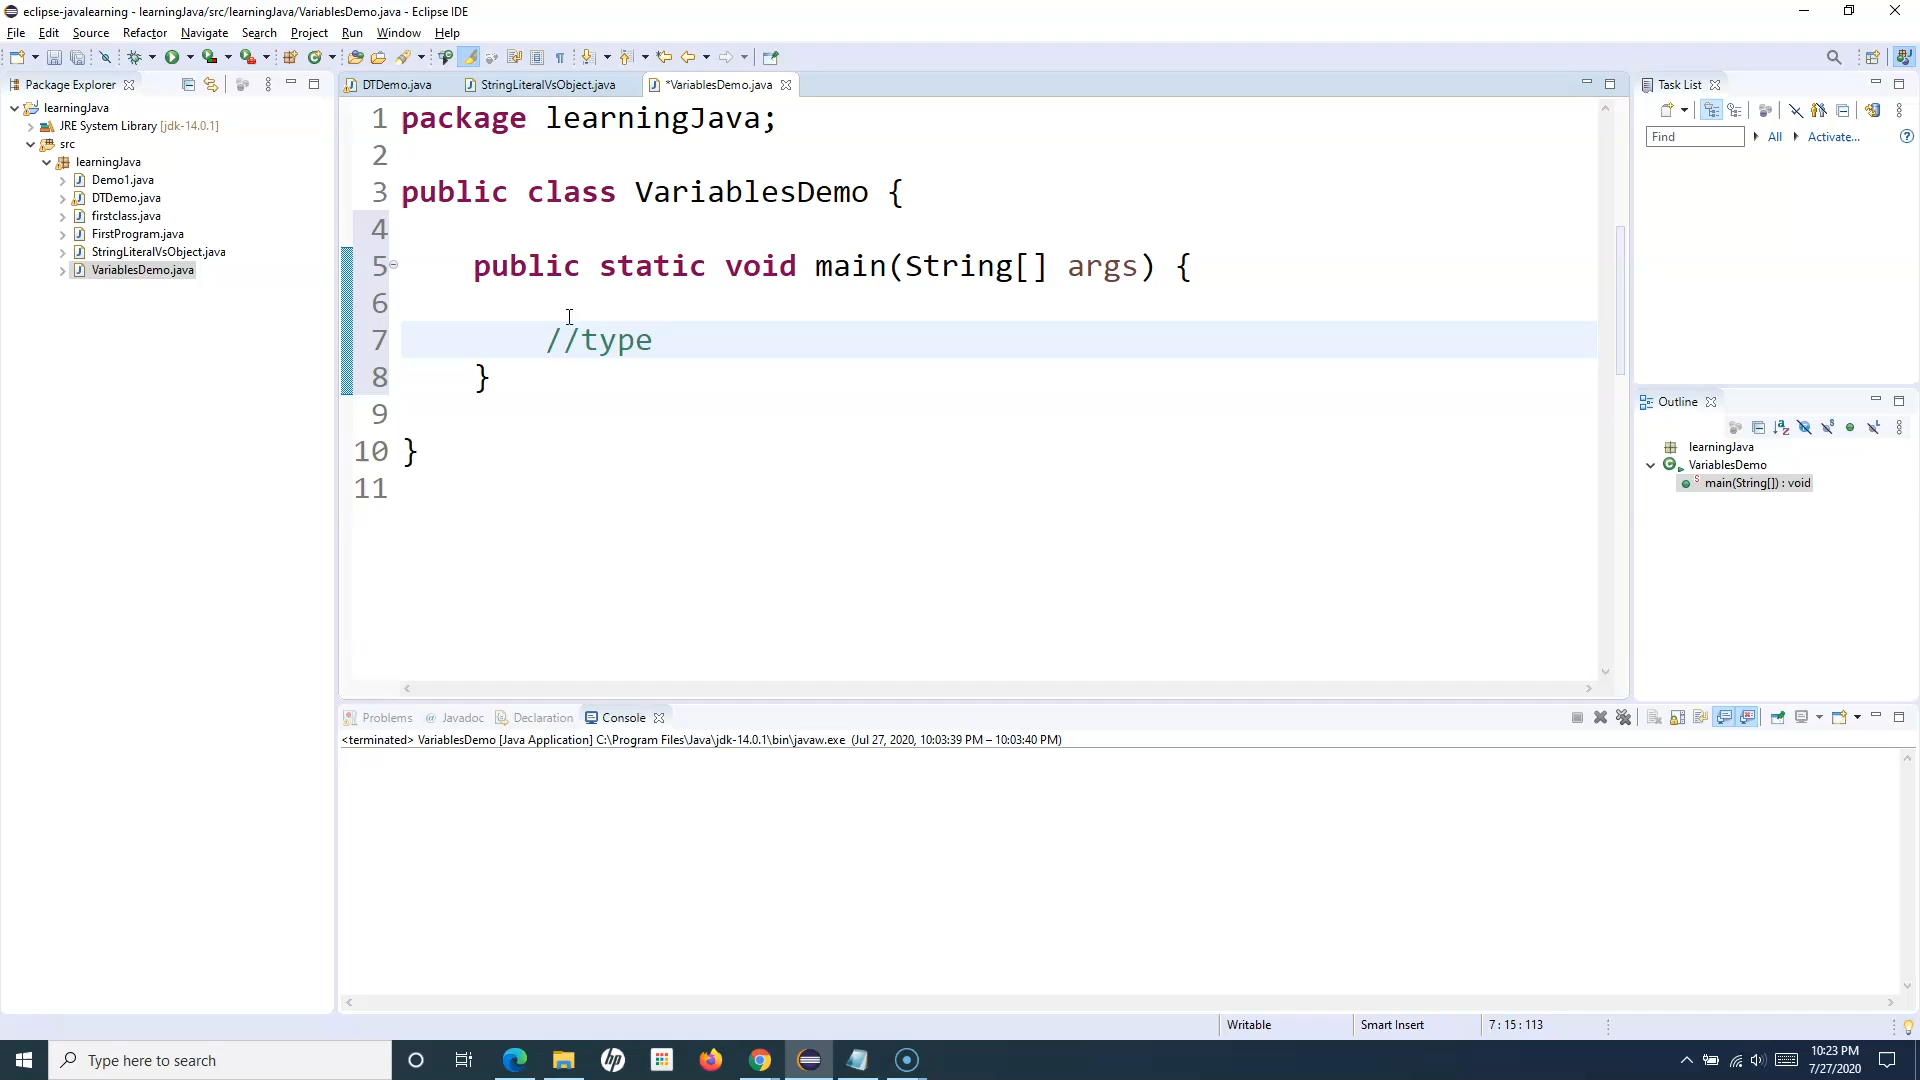 eclipse-javalearning - learningJava/src/learningJava/VariablesDemo.java - Eclipse IDE
File Edit Source Refactor Navigate Search Project Run Window Help
Package Explorer
learningJava
JRE System Library [jdk-14.0.1]
src
learningJava
Demo1.java
DTDemo.java
firstclass.java
FirstProgram.java
StringLiteralVsObject.java
VariablesDemo.java
DTDemo.java StringLiteralVsObject.java *VariablesDemo.java
1 package learningJava;
2
3 public class VariablesDemo {
4
5 public static void main(String[] args) {
6
7 //type
8 }
9
10 }
11
Task List
Find All Activate...
Outline
learningJava
VariablesDemo
main(String[]) : void
Problems Javadoc Declaration Console
<terminated> VariablesDemo [Java Application] C:\Program Files\Java\jdk-14.0.1\bin\javaw.exe (Jul 27, 2020, 10:03:39 PM – 10:03:40 PM)
Writable Smart Insert 7 : 15 : 113
Type here to search
hp
10:23 PM
7/27/2020